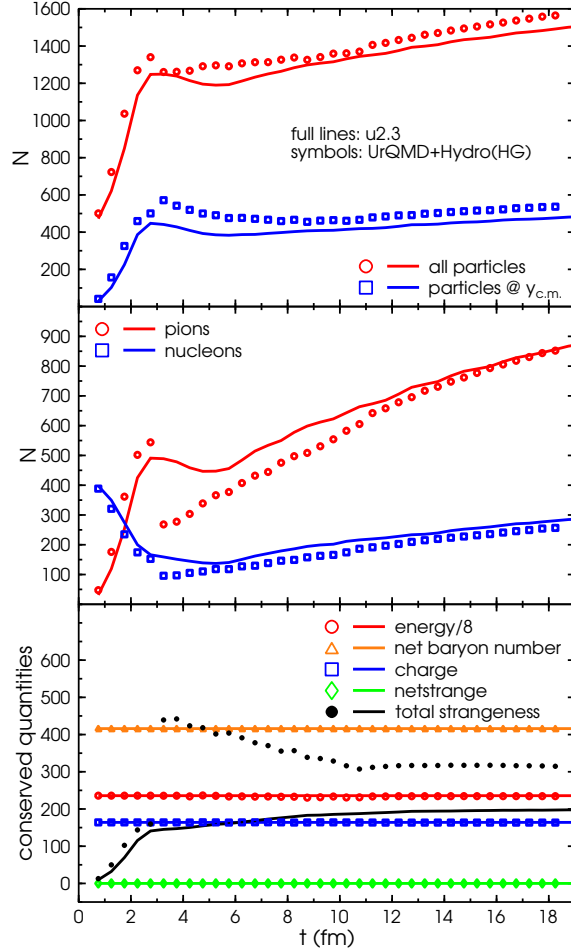 1600
1400
1200
1000
800
600
400
200
N
full lines: u2.3
symbols: UrQMD+Hydro(HG)
all particles
particles @ y_c.m.
900
800
700
600
500
400
300
200
100
N
pions
nucleons
600
500
400
300
200
100
0
conserved quantities
energy/8
net baryon number
charge
netstrange
total strangeness
0 2 4 6 8 10 12 14 16 18
t (fm)